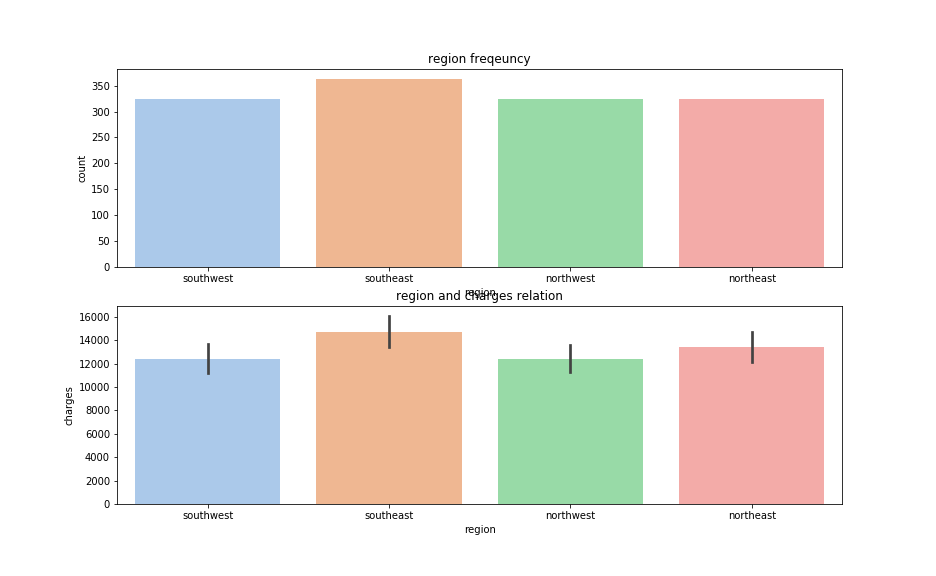 region freqeuncy
350
300
250
200
150
100
50
0
count
southwest southeast northwest northeast
region
region and charges relation
16000
14000
12000
10000
8000
6000
4000
2000
0
charges
southwest southeast northwest northeast
region